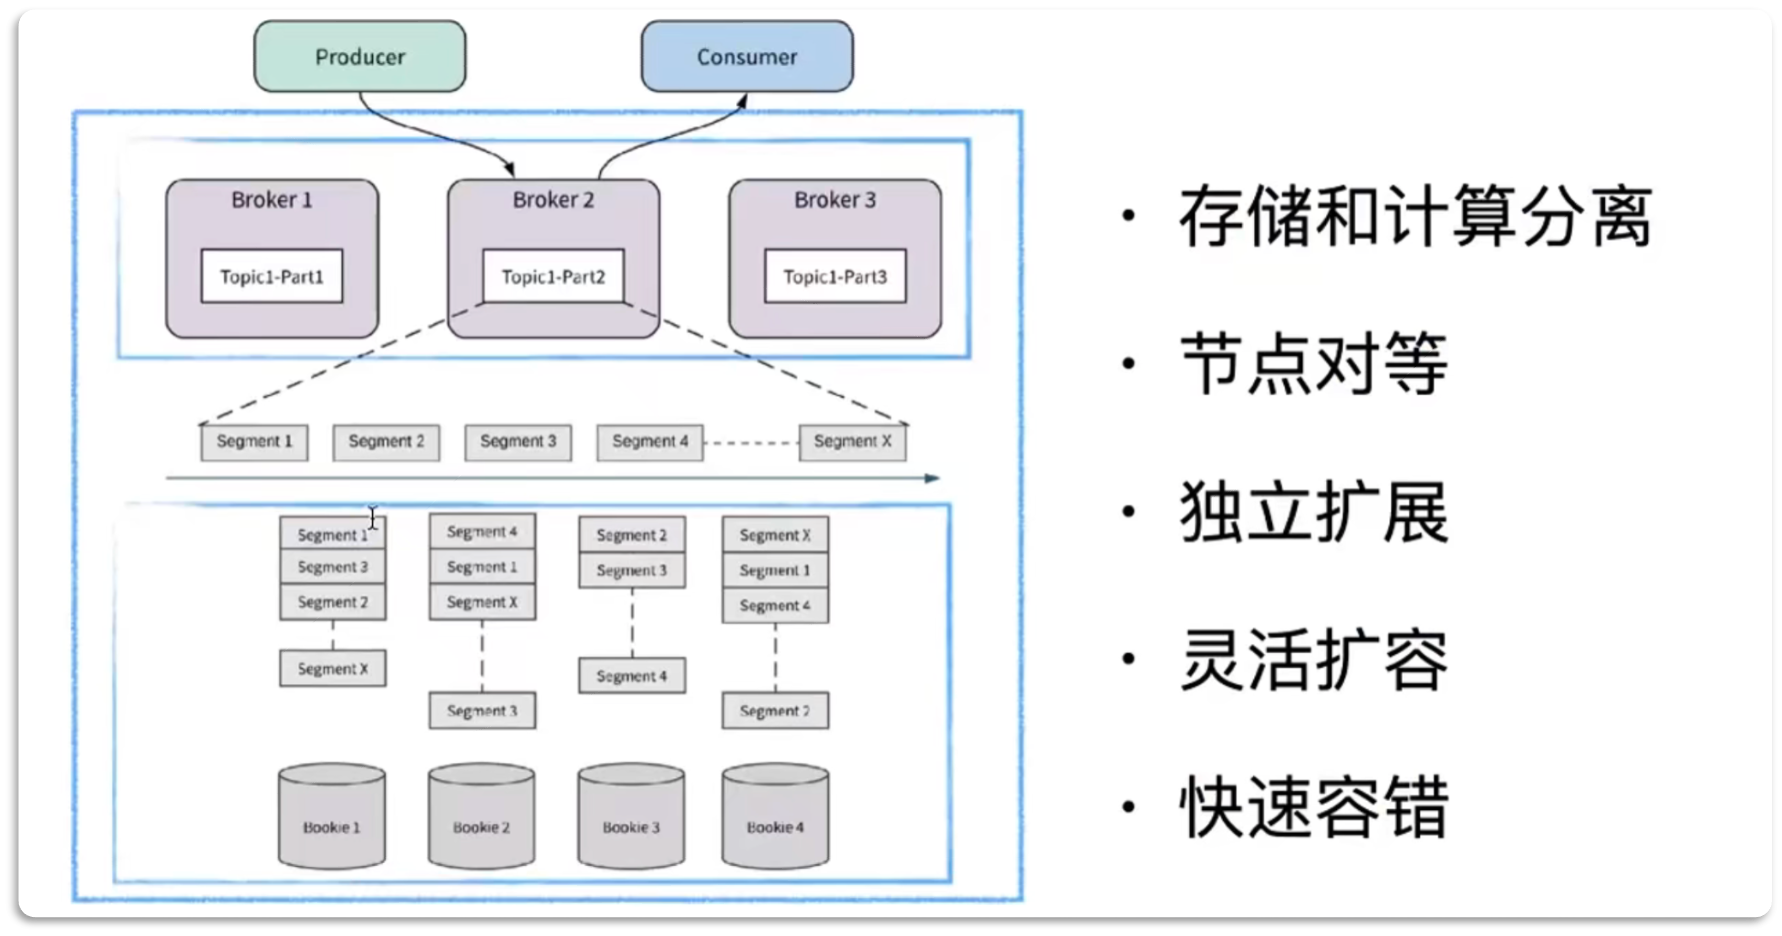 Producer
Consumer
Broker 1
Broker 2
Broker 3
Topic1-Part1
Topic1-Part2
Topic1-Part3
Segment 1
Segment 2
Segment 3
Segment 4
Segment X
Segment 1
Segment 3
Segment 2
Segment X
Segment 4
Segment 1
Segment X
Segment 3
Segment 2
Segment 3
Segment 4
Segment X
Segment 1
Segment 4
Segment 2
Bookie 1
Bookie 2
Bookie 3
Bookie 4
• 存储和计算分离
• 节点对等
• 独立扩展
• 灵活扩容
• 快速容错